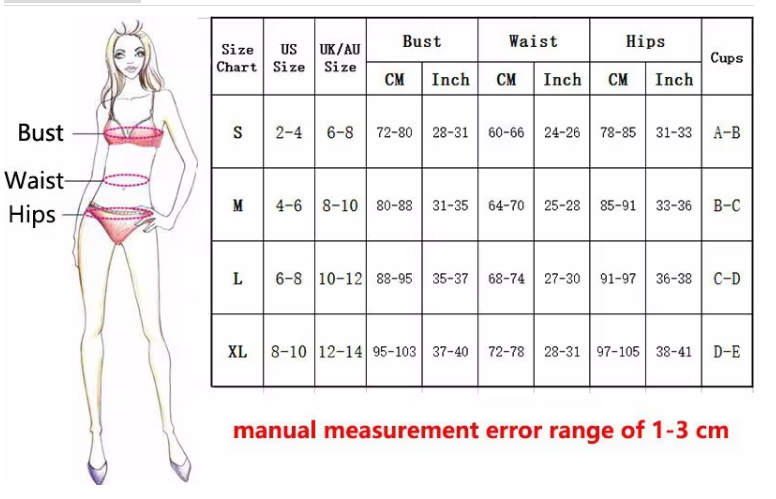 Size Chart US Size UK/AU Size Bust Waist Hips Cups
CM Inch CM Inch CM Inch
S 2-4 6-8 72-80 28-31 60-66 24-26 78-85 31-33 A-B
M 4-6 8-10 80-88 31-35 64-70 25-28 85-91 33-36 B-C
L 6-8 10-12 88-95 35-37 68-74 27-30 91-97 36-38 C-D
XL 8-10 12-14 95-103 37-40 72-78 28-31 97-105 38-41 D-E
Bust
Waist
Hips
manual measurement error range of 1-3 cm